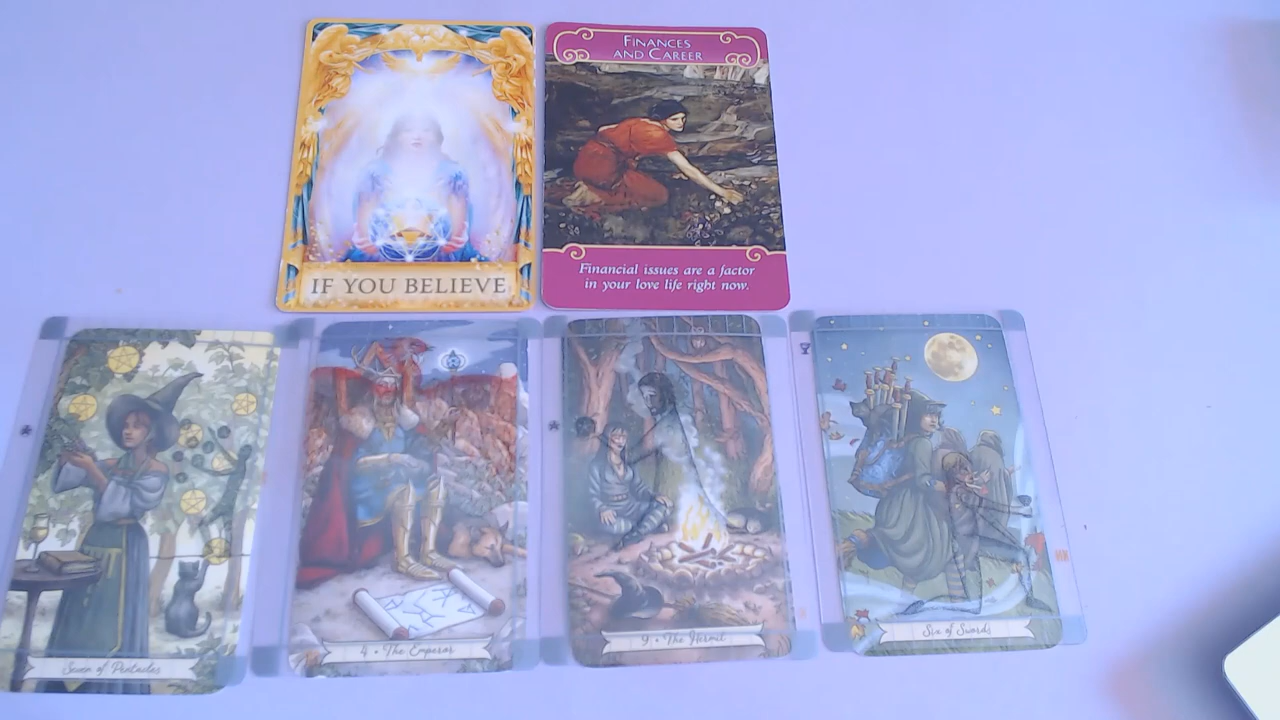 IF YOU BELIEVE
FINANCES
AND CAREER
Financial issues are a factor
in your love life right now.
Seven of Pentacles
4 • The Emperor
9 • The Hermit
Six of Swords